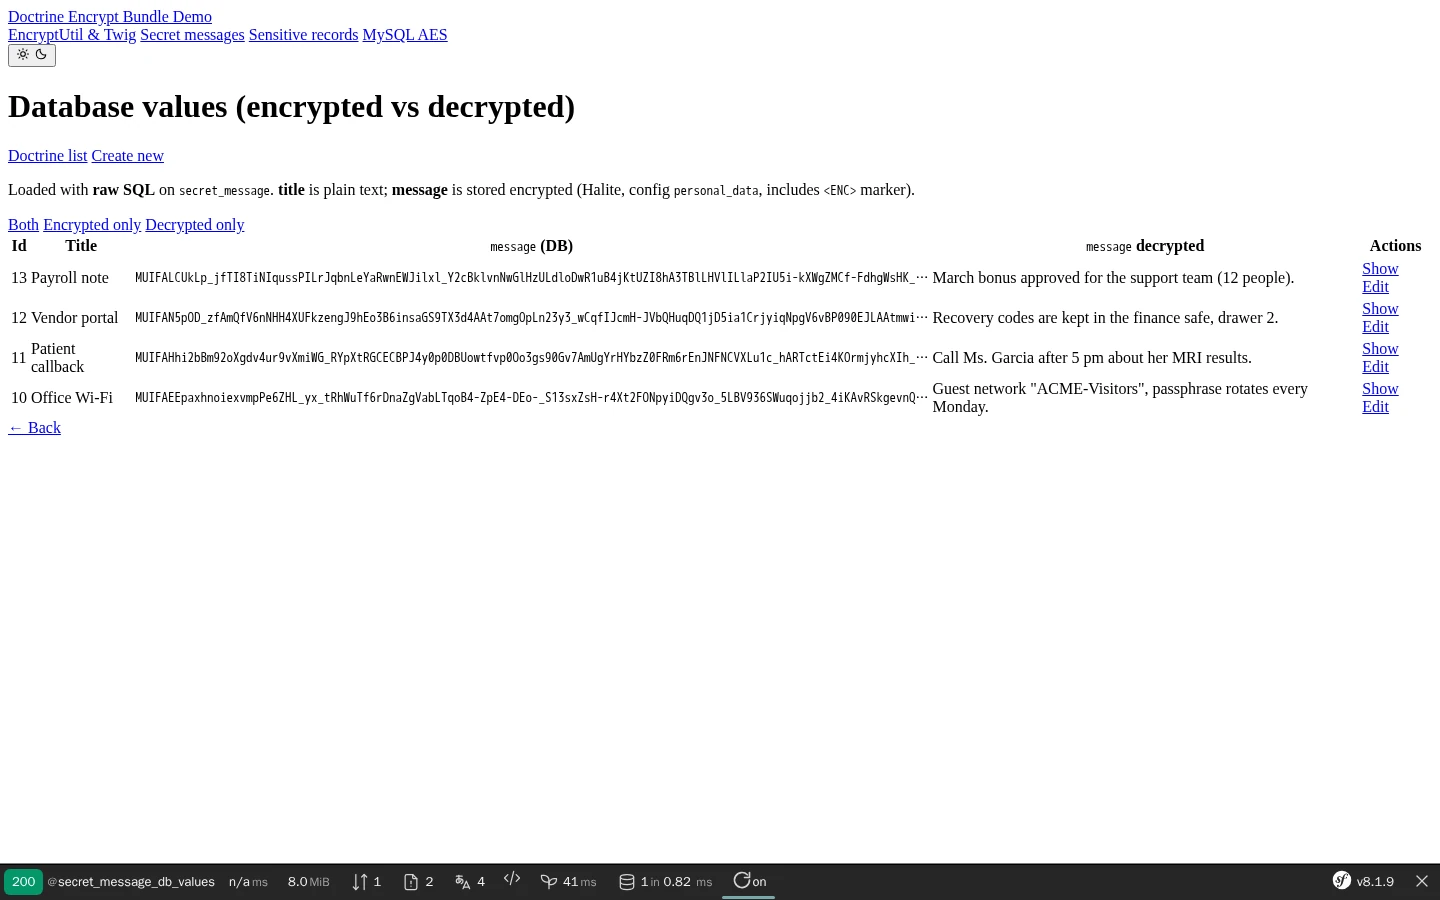 Doctrine Encrypt Bundle Demo
EncryptUtil & Twig Secret messages Sensitive records MySQL AES
Database values (encrypted vs decrypted)
Doctrine list Create new
Loaded with raw SQL on secret_message. title is plain text; message is stored encrypted (Halite, config personal_data, includes <ENC> marker).
Both Encrypted only Decrypted only
Id Title message (DB) message decrypted Actions
13 Payroll note MUIFALCUkLp_jfTI8TiNIqussPILrJqbnLeYaRwnEWJilxl_Y2cBklvnNwGlHzULdloDwR1uB4jKtUZI8hA3TBlLHVlILlaP2IU5i-kXWgZMCf-FdhgWsHK_… March bonus approved for the support team (12 people). Show
Edit
12 Vendor portal MUIFAN5pOD_zfAmQfV6nNHH4XUFkzengJ9hEo3B6insaGS9TX3d4AAt7omgOpLn23y3_wCqfIJcmH-JVbQHuqDQ1jD5ia1CrjyiqNpgV6vBP090EJLAAtmwi… Recovery codes are kept in the finance safe, drawer 2. Show
Edit
11 Patient callback MUIFAHhi2bBm92oXgdv4ur9vXmiWG_RYpXtRGCECBPJ4y0p0DBUowtfvp0Oo3gs90Gv7AmUgYrHYbzZ0FRm6rEnJNFNCVXLu1c_hARTctEi4KOrmjyhcXIh_… Call Ms. Garcia after 5 pm about her MRI results. Show
Edit
10 Office Wi-Fi MUIFAEEpaxhnoiexvmpPe6ZHL_yx_tRhWuTf6rDnaZgVabLTqoB4-ZpE4-DEo-_S13sxZsH-r4Xt2FONpyiDQgv3o_5LBV936SWuqojjb2_4iKAvRSkgevnQ… Guest network "ACME-Visitors", passphrase rotates every Monday. Show
Edit
← Back
200 @secret_message_db_values n/a ms 8.0 MiB 1 2 4 41 ms 1 in 0.82 ms on v8.1.9